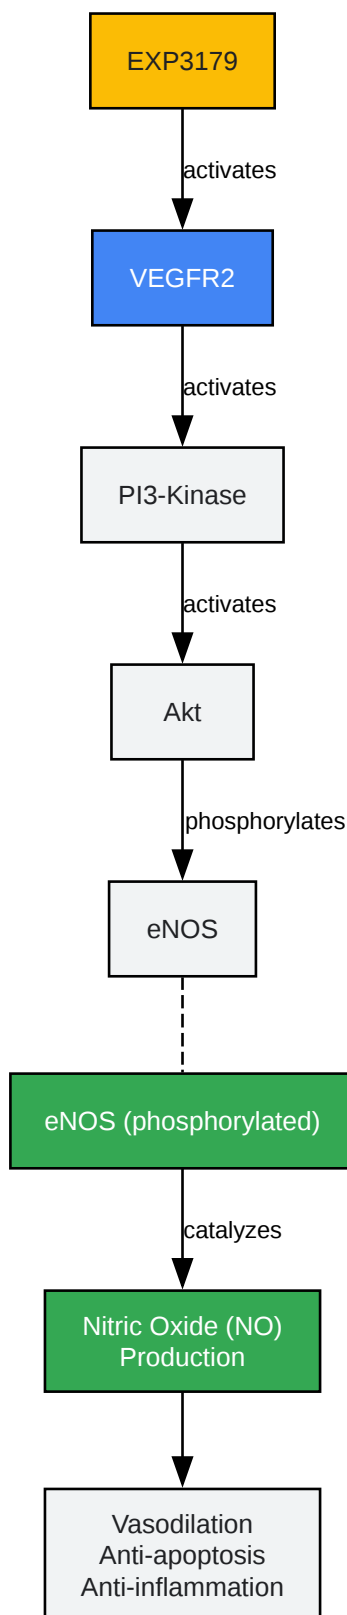 EXP3179
activates
VEGFR2
activates
PI3-Kinase
activates
Akt
phosphorylates
eNOS
eNOS (phosphorylated)
catalyzes
Nitric Oxide (NO)
Production
Vasodilation
Anti-apoptosis
Anti-inflammation